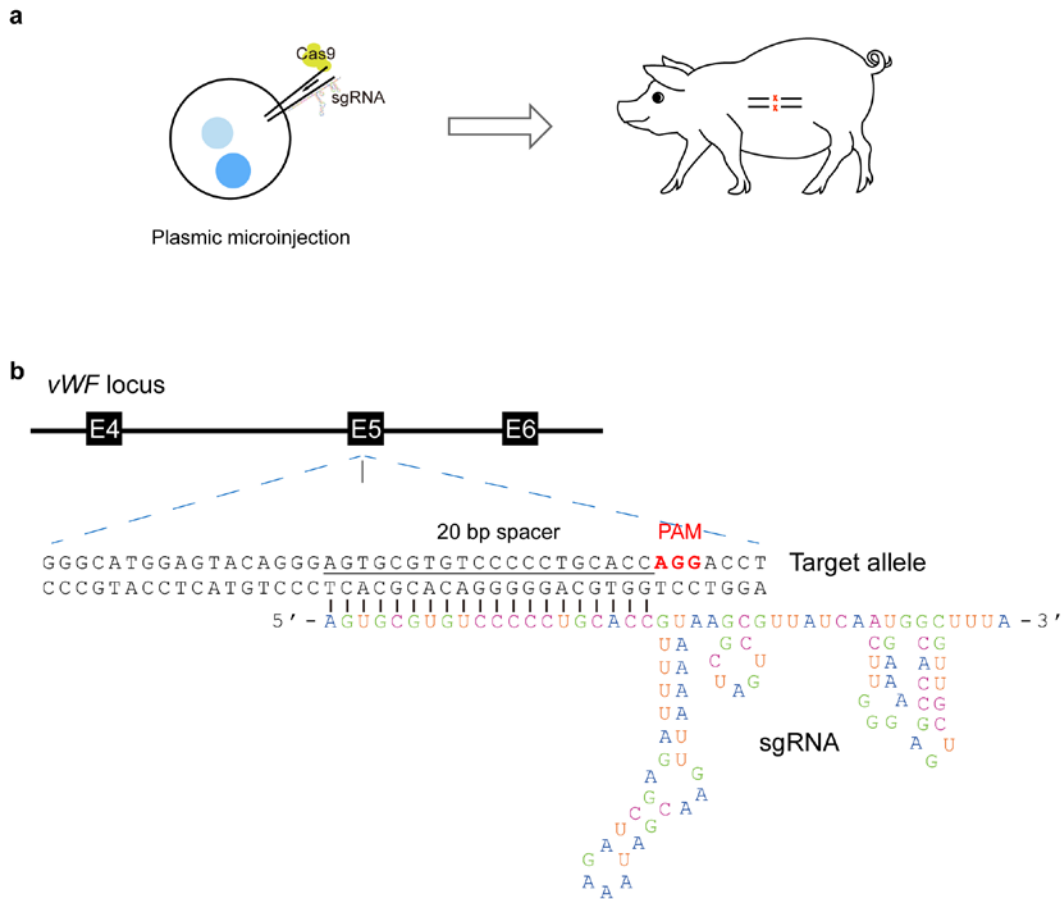 a
Cas9
sgRNA
Plasmic microinjection
b
vWF locus
E4 E5 E6
20 bp spacer PAM
GGGCATGGAGTACAGGGAGTGCGTGTCCCCCTGCACCAGGACCT Target allele
CCCGTACCTCATGTCCCTCACGCACAGGGGGACGTGGTCCTGGA
5’-AGUGCGUGUCCCCCUGCACCGUAAGCGUUAUCAAUGGCUUUA-3’
sgRNA